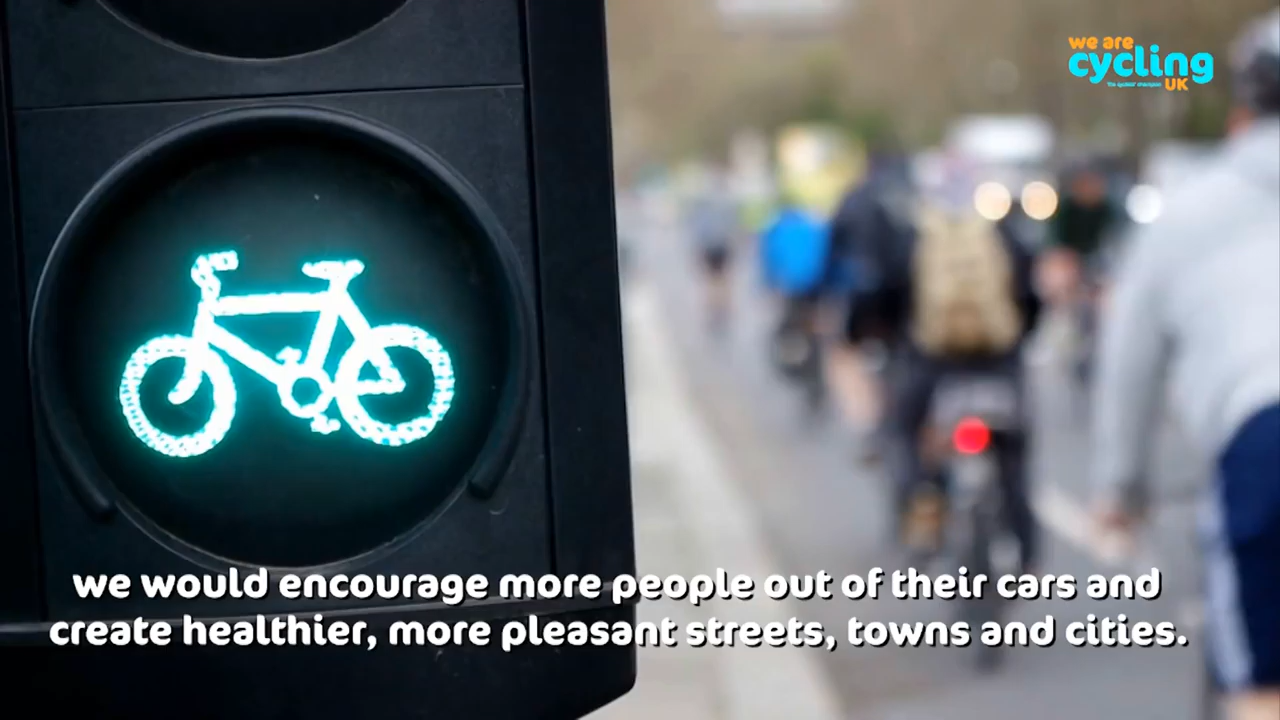 we are
cycling
UK
we would encourage more people out of their cars and
create healthier, more pleasant streets, towns and cities.